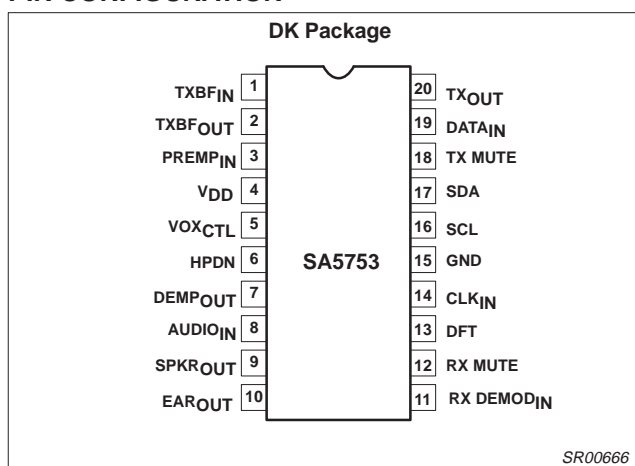 DK Package
TXBFIN 1
TXBFOUT 2
PREMPIN 3
VDD 4
VOXCTL 5
HPDN 6
DEMPOUT 7
AUDIOIN 8
SPKROUT 9
EAROUT 10
SA5753
20 TXOUT
19 DATAIN
18 TX MUTE
17 SDA
16 SCL
15 GND
14 CLKIN
13 DFT
12 RX MUTE
11 RX DEMODIN
SR00666